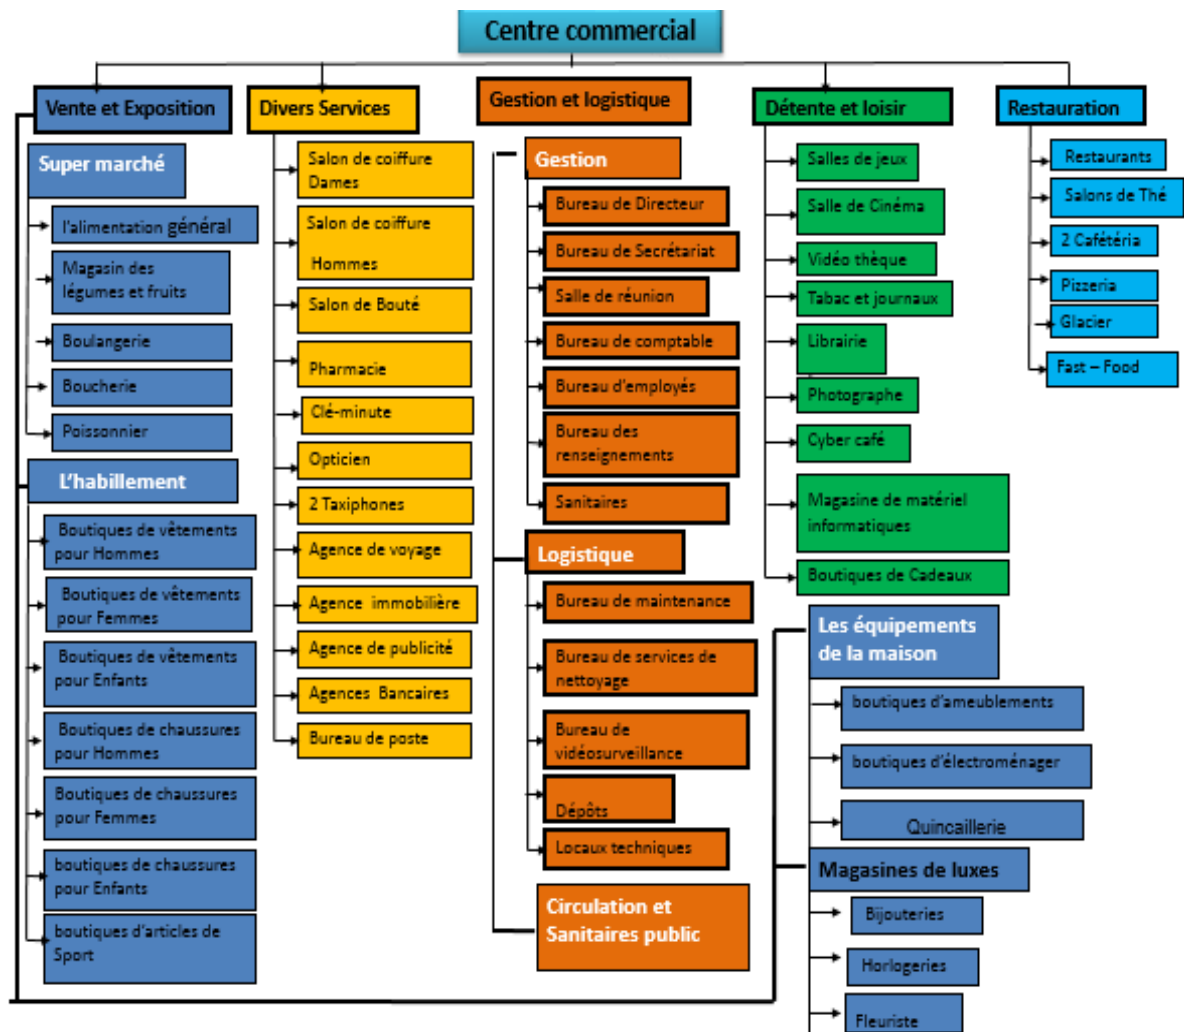 Centre commercial
Vente et Exposition
Super marché
l'alimentation général
Magasin des
légumes et fruits
Boulangerie
Boucherie
Poissonnier
L'habillement
Boutiques de vêtements
pour Hommes
Boutiques de vêtements
pour Femmes
Boutiques de vêtements
pour Enfants
Boutiques de chaussures
pour Hommes
Boutiques de chaussures
pour Femmes
boutiques de chaussures
pour Enfants
boutiques d'articles de
Sport
Divers Services
Salon de coiffure
Dames
Salon de coiffure
Hommes
Salon de Bouté
Pharmacie
Clé-minute
Opticien
2 Taxiphones
Agence de voyage
Agence immobilière
Agence de publicité
Agences Bancaires
Bureau de poste
Gestion et logistique
Gestion
Bureau de Directeur
Bureau de Secrétariat
Salle de réunion
Bureau de comptable
Bureau d'employés
Bureau des
renseignements
Sanitaires
Logistique
Bureau de maintenance
Bureau de services de
nettoyage
Bureau de
vidéosurveillance
Dépôts
Locaux techniques
Circulation et
Sanitaires public
Détente et loisir
Salles de jeux
Salle de Cinéma
Vidéo thèque
Tabac et journaux
Librairie
Photographe
Cyber café
Magasine de matériel
informatiques
Boutiques de Cadeaux
Les équipements
de la maison
boutiques d'ameublements
boutiques d'électroménager
Quincaillerie
Magasines de luxes
Bijouteries
Horlogeries
Fleuriste
Restauration
Restaurants
Salons de Thé
2 Cafétéria
Pizzeria
Glacier
Fast – Food